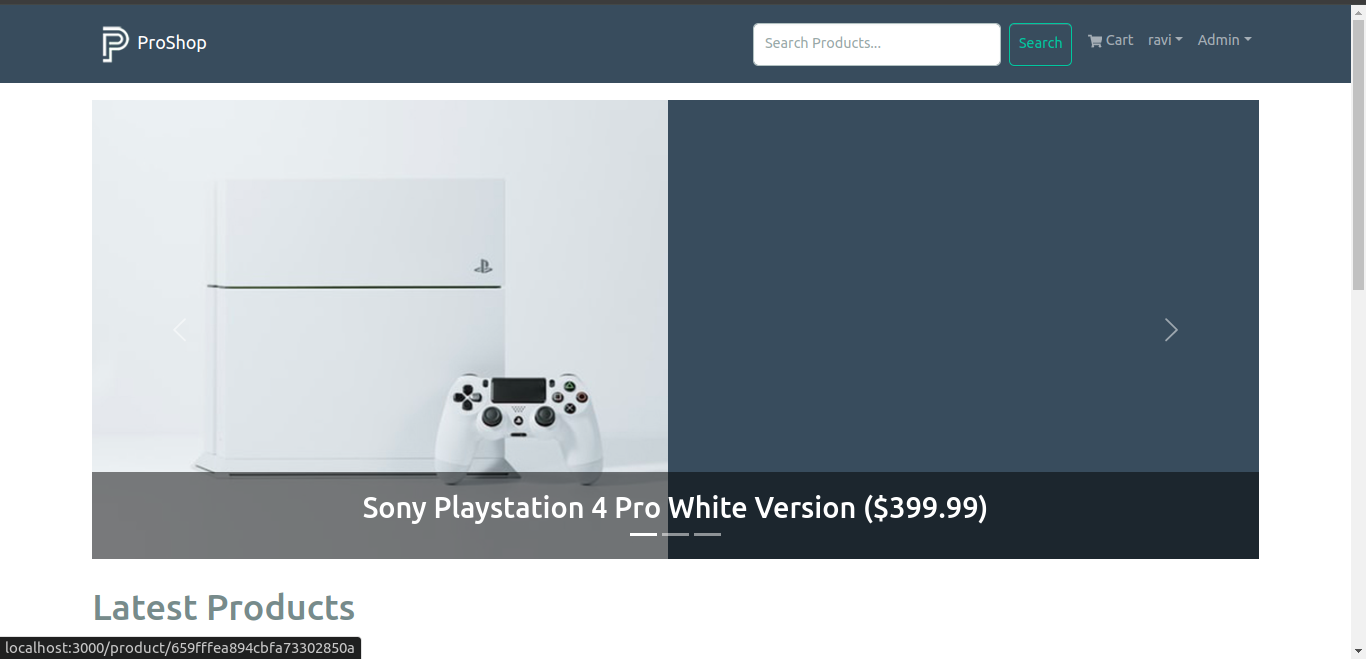 ProShop
Search Products...
Search
Cart
ravi
Admin
Sony Playstation 4 Pro White Version ($399.99)
Latest Products
localhost:3000/product/659fffea894cbfa73302850a